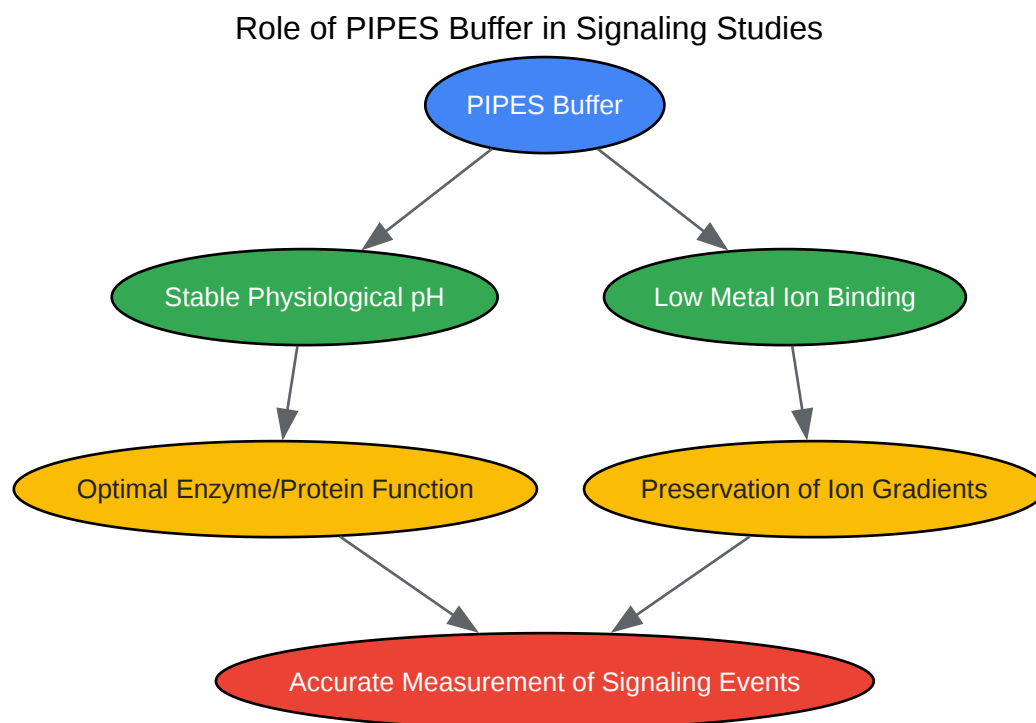 Role of PIPES Buffer in Signaling Studies
PIPES Buffer
Stable Physiological pH
Low Metal Ion Binding
Optimal Enzyme/Protein Function
Preservation of Ion Gradients
Accurate Measurement of Signaling Events